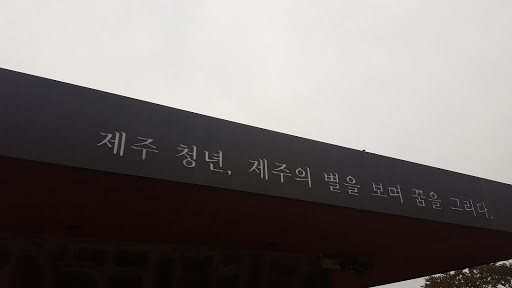 제주 청년, 제주의 별을 보며 꿈을 그리다.